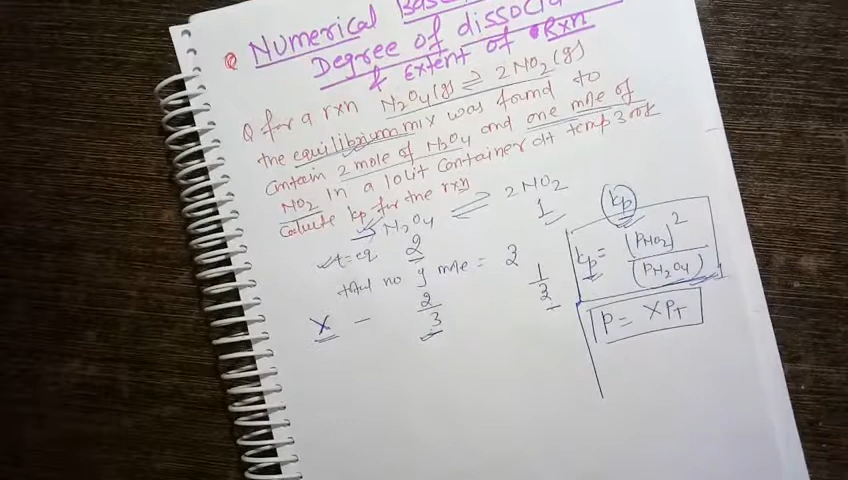 Q Numerical Based
Degree of dissocia
& Extent of Rxn
Q for a rxn N2O4(g) ⇌ 2NO2(g)
the equilibrium mix was found to
Contain 2 mole of N2O4 and one mole of
NO2 in a 10lit Container at temp 300k
Calculate kp for the rxn
N2O4 ⇌ 2NO2
t=eq 2 1
total no of mole = 3
X - 2/3 1/3
kp
kp = (PNO2)^2/(PN2O4)
P = XPT